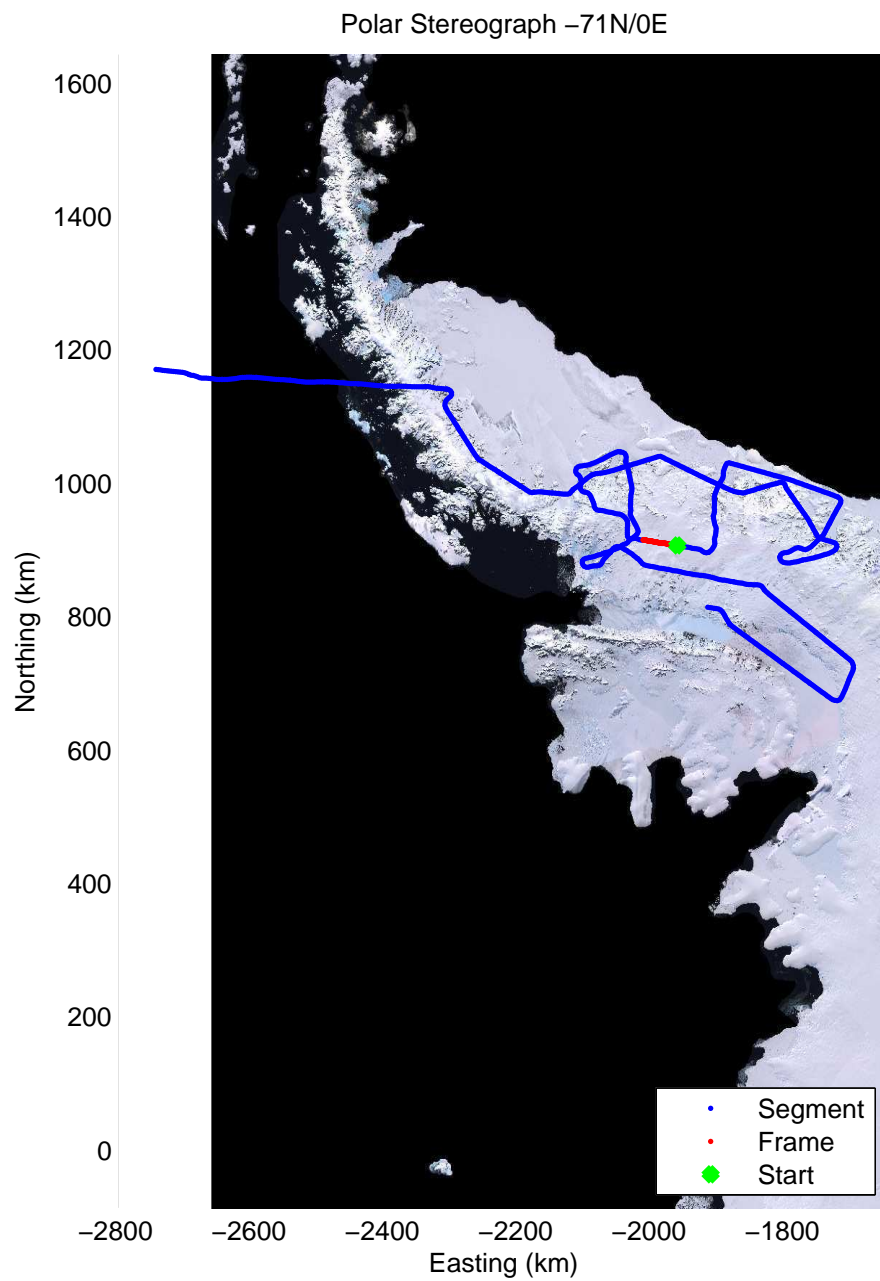 Polar Stereograph −71N/0E
1600
1400
1200
1000
800
600
400
200
0
Northing (km)
−2800 −2600 −2400 −2200 −2000 −1800
Easting (km)
Segment
Frame
Start